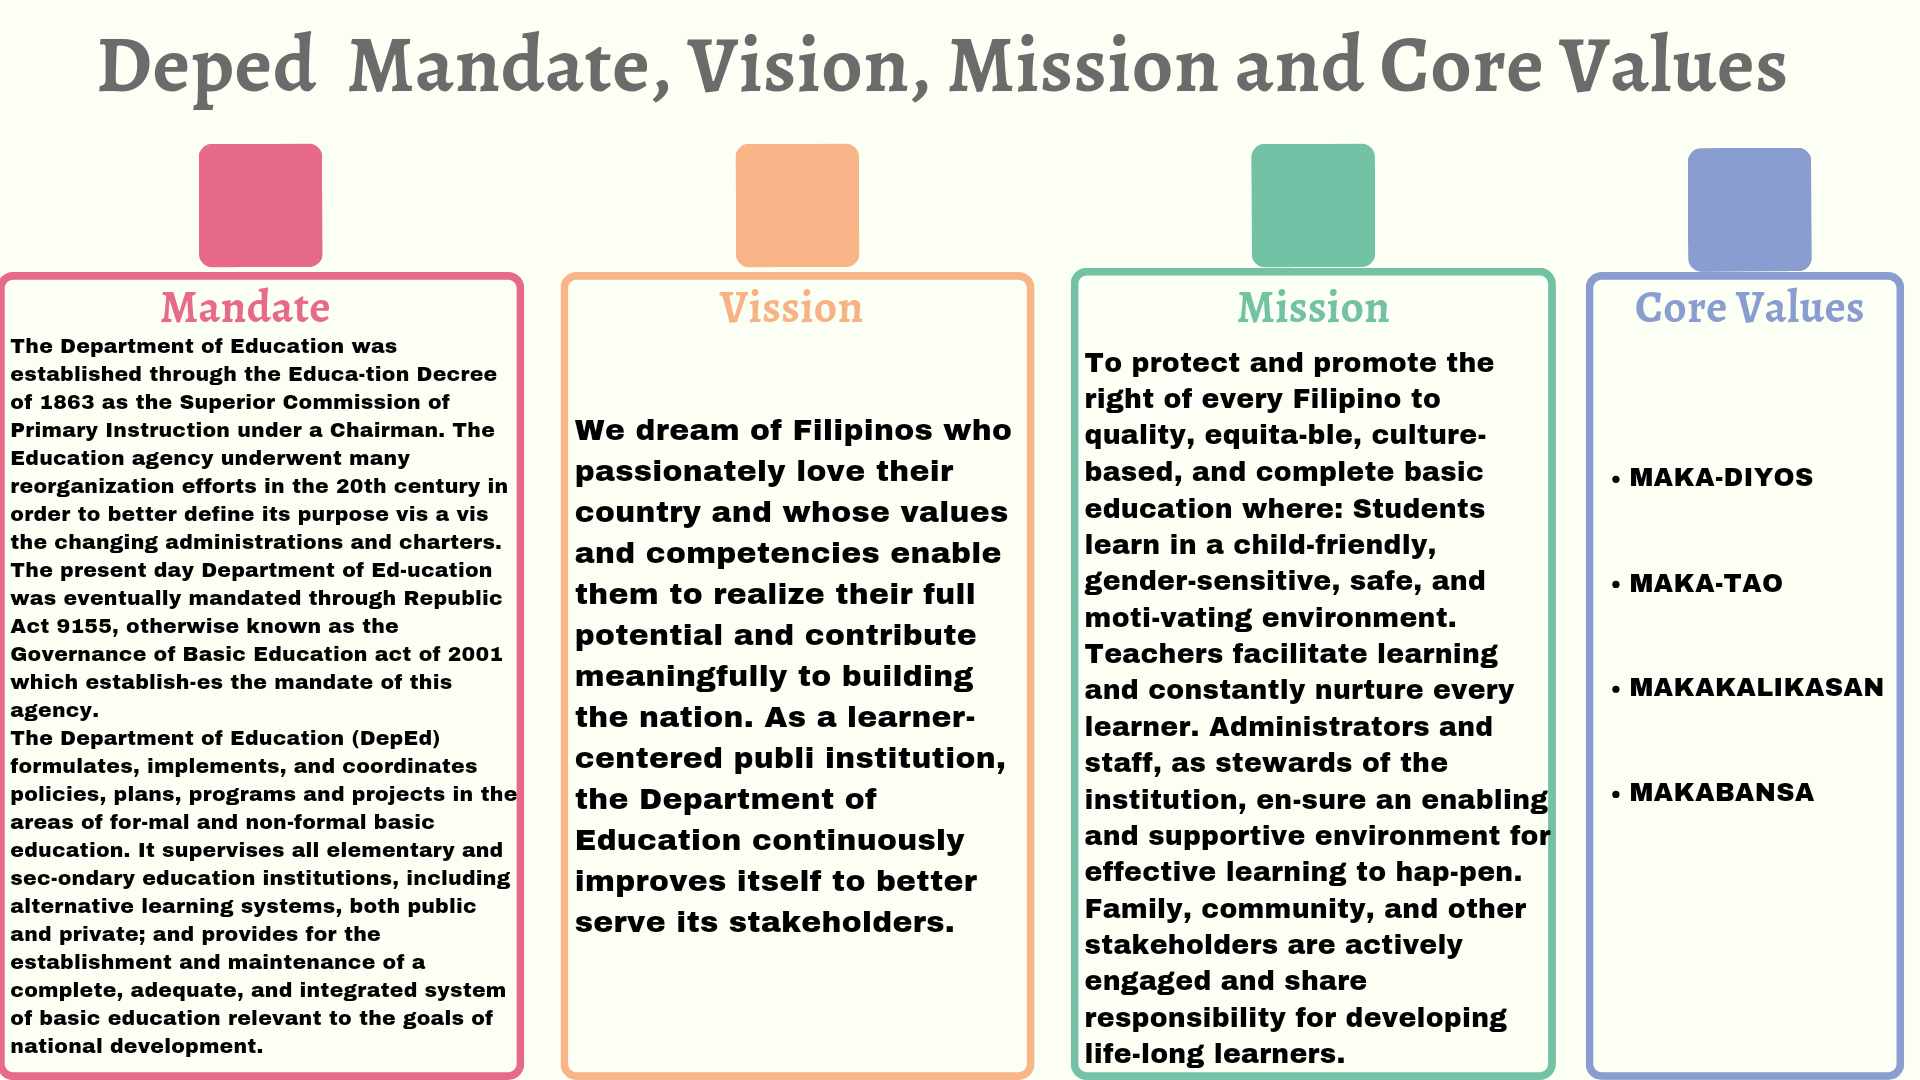 Deped Mandate, Vision, Mission and Core Values
Mandate
The Department of Education was
established through the Educa-tion Decree
of 1863 as the Superior Commission of
Primary Instruction under a Chairman. The
Education agency underwent many
reorganization efforts in the 20th century in
order to better define its purpose vis a vis
the changing administrations and charters.
The present day Department of Ed-ucation
was eventually mandated through Republic
Act 9155, otherwise known as the
Governance of Basic Education act of 2001
which establish-es the mandate of this
agency.
The Department of Education (DepEd)
formulates, implements, and coordinates
policies, plans, programs and projects in the
areas of for-mal and non-formal basic
education. It supervises all elementary and
sec-ondary education institutions, including
alternative learning systems, both public
and private; and provides for the
establishment and maintenance of a
complete, adequate, and integrated system
of basic education relevant to the goals of
national development.
Vission
We dream of Filipinos who
passionately love their
country and whose values
and competencies enable
them to realize their full
potential and contribute
meaningfully to building
the nation. As a learner-
centered publi institution,
the Department of
Education continuously
improves itself to better
serve its stakeholders.
Mission
To protect and promote the
right of every Filipino to
quality, equita-ble, culture-
based, and complete basic
education where: Students
learn in a child-friendly,
gender-sensitive, safe, and
moti-vating environment.
Teachers facilitate learning
and constantly nurture every
learner. Administrators and
staff, as stewards of the
institution, en-sure an enabling
and supportive environment for
effective learning to hap-pen.
Family, community, and other
stakeholders are actively
engaged and share
responsibility for developing
life-long learners.
Core Values
• MAKA-DIYOS
• MAKA-TAO
• MAKAKALIKASAN
• MAKABANSA